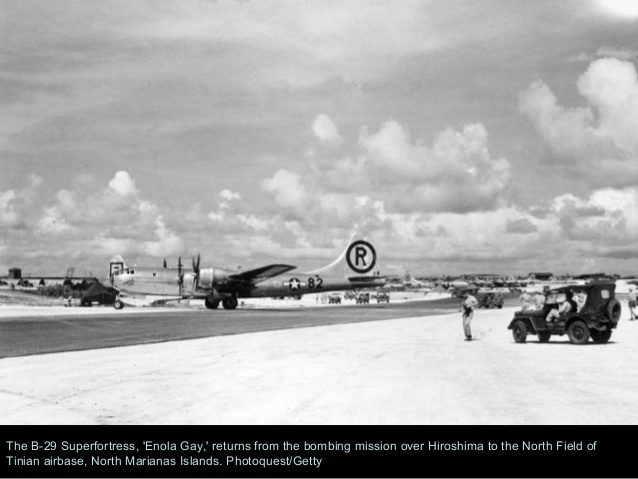 R
82
The B-29 Superfortress, 'Enola Gay,' returns from the bombing mission over Hiroshima to the North Field of
Tinian airbase, North Marianas Islands. Photoquest/Getty